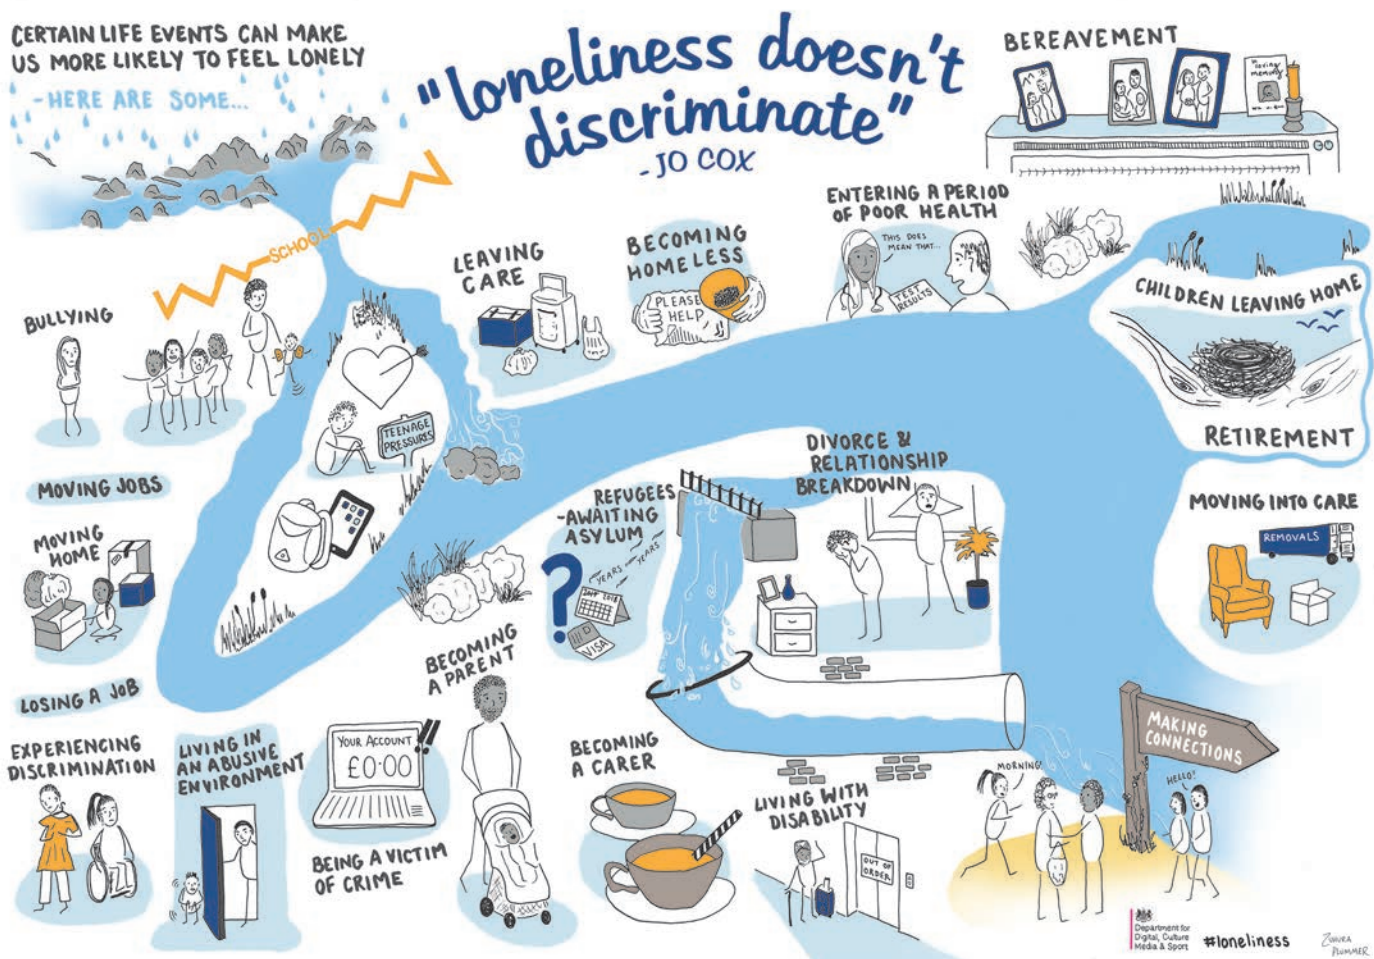 CERTAIN LIFE EVENTS CAN MAKE
US MORE LIKELY TO FEEL LONELY
- HERE ARE SOME...
"loneliness doesn't
discriminate"
- JO COX
BEREAVEMENT
in loving
memory
SCHOOL
BULLYING
LEAVING
CARE
BECOMING
HOMELESS
PLEASE
HELP
ENTERING A PERIOD
OF POOR HEALTH
THIS DOES
MEAN THAT...
TEST
RESULTS
CHILDREN LEAVING HOME
RETIREMENT
TEENAGE
PRESSURES
MOVING JOBS
MOVING
HOME
LOSING A JOB
REFUGEES
-AWAITING
ASYLUM
YEARS
YEARS
?
VISA
DIVORCE &
RELATIONSHIP
BREAKDOWN
MOVING INTO CARE
REMOVALS
EXPERIENCING
DISCRIMINATION
LIVING IN
AN ABUSIVE
ENVIRONMENT
YOUR ACCOUNT
£0.00
!!
BEING A VICTIM
OF CRIME
BECOMING
A PARENT
BECOMING
A CARER
LIVING WITH
DISABILITY
OUT OF
ORDER
MAKING
CONNECTIONS
MORNING!
HELLO!
Department for
Digital, Culture
Media & Sport
#loneliness
ZUHURA
PLUMMER